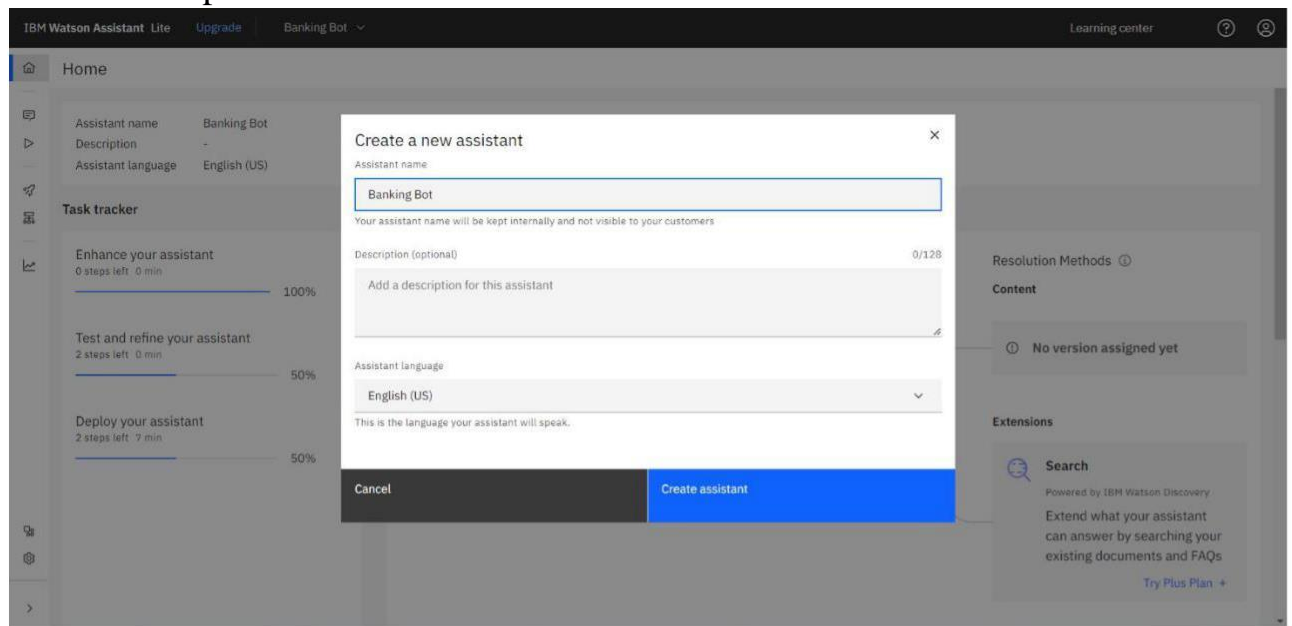 IBM Watson Assistant Lite Upgrade Banking Bot Learning center
Home
Assistant name Banking Bot
Description -
Assistant language English (US)
Task tracker
Enhance your assistant
0 steps left 0 min
100%
Test and refine your assistant
2 steps left 0 min
50%
Deploy your assistant
2 steps left 7 min
50%
Create a new assistant
Assistant name
Banking Bot
Your assistant name will be kept internally and not visible to your customers
Description (optional) 0/128
Add a description for this assistant
Assistant language
English (US)
This is the language your assistant will speak.
Cancel Create assistant
Resolution Methods
Content
No version assigned yet
Extensions
Search
Powered by IBM Watson Discovery
Extend what your assistant
can answer by searching your
existing documents and FAQs
Try Plus Plan +